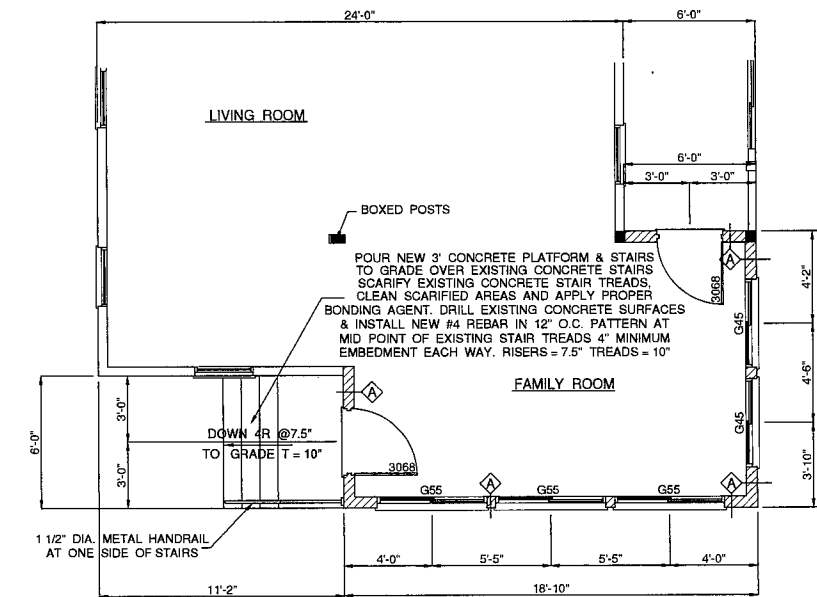 24'-0"
6'-0"
LIVING ROOM
6'-0"
3'-0"
3'-0"
BOXED POSTS
POUR NEW 3' CONCRETE PLATFORM & STAIRS
TO GRADE OVER EXISTING CONCRETE STAIRS
SCARIFY EXISTING CONCRETE STAIR TREADS,
CLEAN SCARIFIED AREAS AND APPLY PROPER
BONDING AGENT. DRILL EXISTING CONCRETE SURFACES
& INSTALL NEW #4 REBAR IN 12" O.C. PATTERN AT
MID POINT OF EXISTING STAIR TREADS 4" MINIMUM
EMBEDMENT EACH WAY. RISERS = 7.5" TREADS = 10"
A
3068
4'-2"
G45
FAMILY ROOM
4'-6"
A
G45
6'-0"
3'-0"
3'-0"
DOWN 4R @7.5"
TO GRADE T = 10"
3068
3'-10"
G55
A
G55
G55
A
1 1/2" DIA. METAL HANDRAIL
AT ONE SIDE OF STAIRS
4'-0"
5'-5"
5'-5"
4'-0"
11'-2"
18'-10"